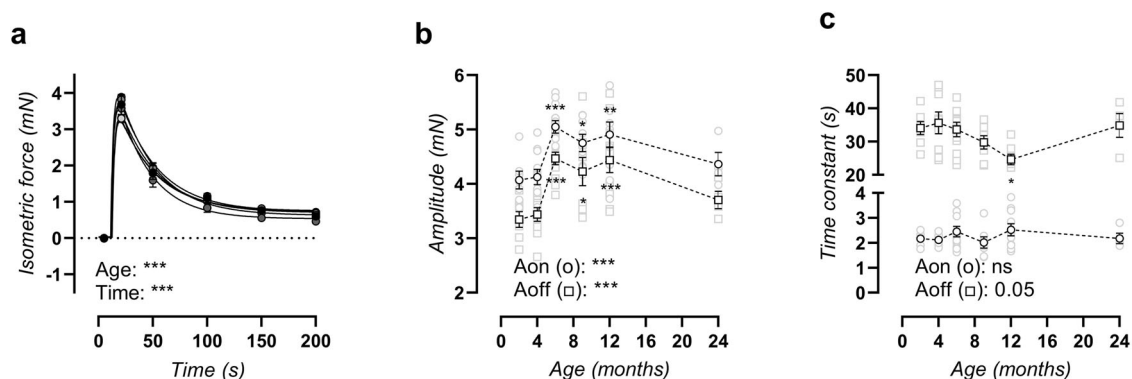 a
Isometric force (mN)
4
3
2
1
0
-1
Age: ***
Time: ***
0 50 100 150 200
Time (s)
b
Amplitude (mN)
6
5
4
3
2
***
*
**
***
*
***
Aon (o): ***
Aoff (□): ***
0 4 8 12 16 20 24
Age (months)
c
Time constant (s)
50
40
30
20
4
3
2
1
0
*
Aon (o): ns
Aoff (□): 0.05
0 4 8 12 16 20 24
Age (months)